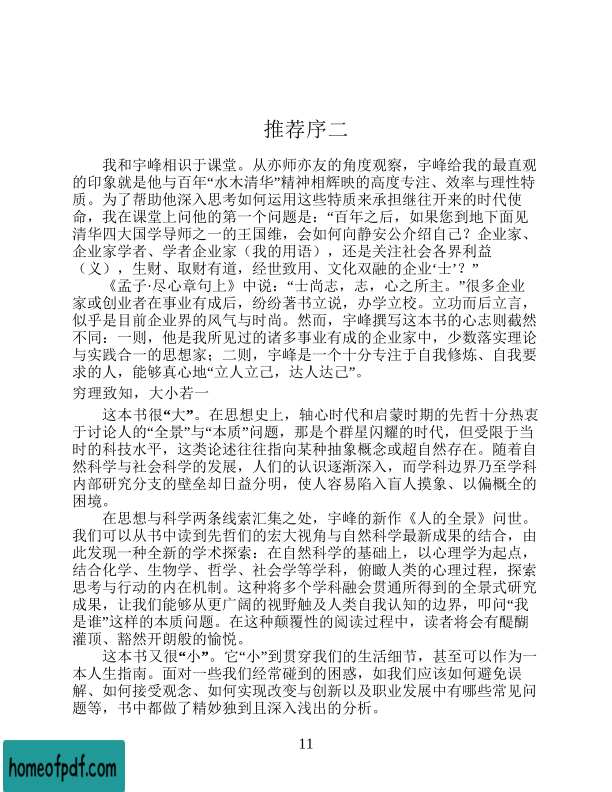 推荐序二
我和宇峰相识于课堂。从亦师亦友的角度观察，宇峰给我的最直观
的印象就是他与百年“水木清华”精神相辉映的高度专注、效率与理性特
质。为了帮助他深入思考如何运用这些特质来承担继往开来的时代使
命，我在课堂上问他的第一个问题是：“百年之后，如果您到地下面见
清华四大国学导师之一的王国维，会如何向静安公介绍自己？企业家、
企业家学者、学者企业家（我的用语），还是关注社会各界利益
（义），生财、取财有道，经世致用、文化双融的企业‘士’？”
《孟子·尽心章句上》中说：“士尚志，志，心之所主。”很多企业
家或创业者在事业有成后，纷纷著书立说，办学立校。立功而后立言，
似乎是目前企业界的风气与时尚。然而，宇峰撰写这本书的心志则截然
不同：一则，他是我所见过的诸多事业有成的企业家中，少数落实理论
与实践合一的思想家；二则，宇峰是一个十分专注于自我修炼、自我要
求的人，能够真心地“立人立己，达人达己”。
穷理致知，大小若一
这本书很“大”。在思想史上，轴心时代和启蒙时期的先哲十分热衷
于讨论人的“全景”与“本质”问题，那是个群星闪耀的时代，但受限于当
时的科技水平，这类论述往往指向某种抽象概念或超自然存在。随着自
然科学与社会科学的发展，人们的认识逐渐深入，而学科边界乃至学科
内部研究分支的壁垒却日益分明，使人容易陷入盲人摸象、以偏概全的
困境。
在思想与科学两条线索汇集之处，宇峰的新作《人的全景》问世。
我们可以从书中读到先哲们的宏大视角与自然科学最新成果的结合，由
此发现一种全新的学术探索：在自然科学的基础上，以心理学为起点，
结合化学、生物学、哲学、社会学等学科，俯瞰人类的心理过程，探索
思考与行动的内在机制。这种将多个学科融会贯通所得到的全景式研究
成果，让我们能够从更广阔的视野触及人类自我认知的边界，叩问“我
是谁”这样的本质问题。在这种颠覆性的阅读过程中，读者将会有醍醐
灌顶、豁然开朗般的愉悦。
这本书又很“小”。它“小”到贯穿我们的生活细节，甚至可以作为一
本人生指南。面对一些我们经常碰到的困惑，如我们应该如何避免误
解、如何接受观念、如何实现改变与创新以及职业发展中有哪些常见问
题等，书中都做了精妙独到且深入浅出的分析。
11
homeofpdf.com